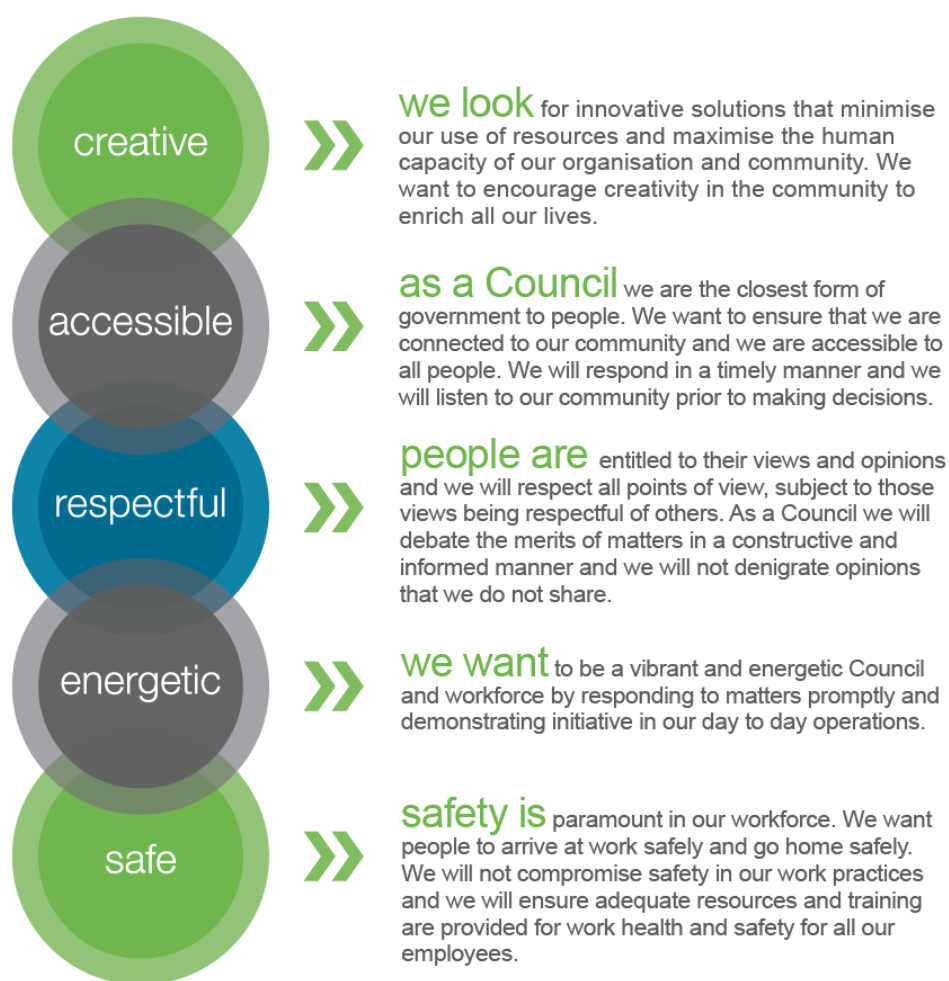 creative
we look for innovative solutions that minimise
our use of resources and maximise the human
capacity of our organisation and community. We
want to encourage creativity in the community to
enrich all our lives.
accessible
as a Council we are the closest form of
government to people. We want to ensure that we are
connected to our community and we are accessible to
all people. We will respond in a timely manner and we
will listen to our community prior to making decisions.
respectful
people are entitled to their views and opinions
and we will respect all points of view, subject to those
views being respectful of others. As a Council we will
debate the merits of matters in a constructive and
informed manner and we will not denigrate opinions
that we do not share.
energetic
we want to be a vibrant and energetic Council
and workforce by responding to matters promptly and
demonstrating initiative in our day to day operations.
safe
safety is paramount in our workforce. We want
people to arrive at work safely and go home safely.
We will not compromise safety in our work practices
and we will ensure adequate resources and training
are provided for work health and safety for all our
employees.